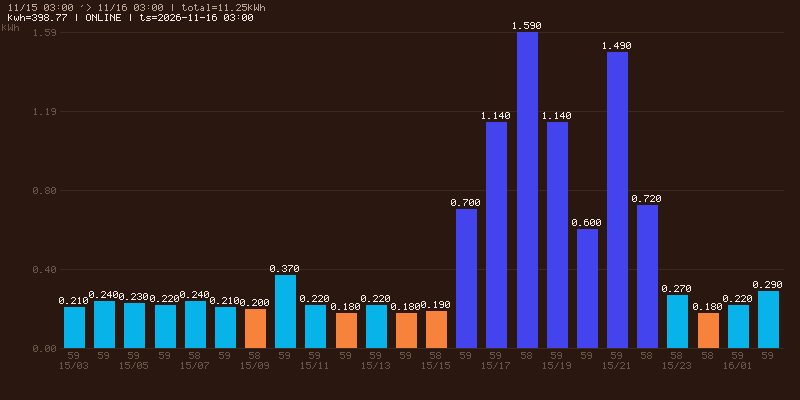 11/15 03:00 -> 11/16 03:00 | total=11.25kWh
Kwh=398.77 | ONLINE | ts=2026-11-16 03:00
kWh
1.59
1.19
0.80
0.40
0.00
0.210 0.240 0.230 0.220 0.240 0.210 0.200 0.370 0.220 0.180 0.220 0.180 0.190 0.700 1.140 1.590 1.140 0.600 1.490 0.720 0.270 0.180 0.220 0.290
59 59 59 59 58 59 58 59 59 59 59 59 58 59 59 58 59 59 59 58 58 58 59 59
15/03 15/05 15/07 15/09 15/11 15/13 15/15 15/17 15/19 15/21 15/23 16/01